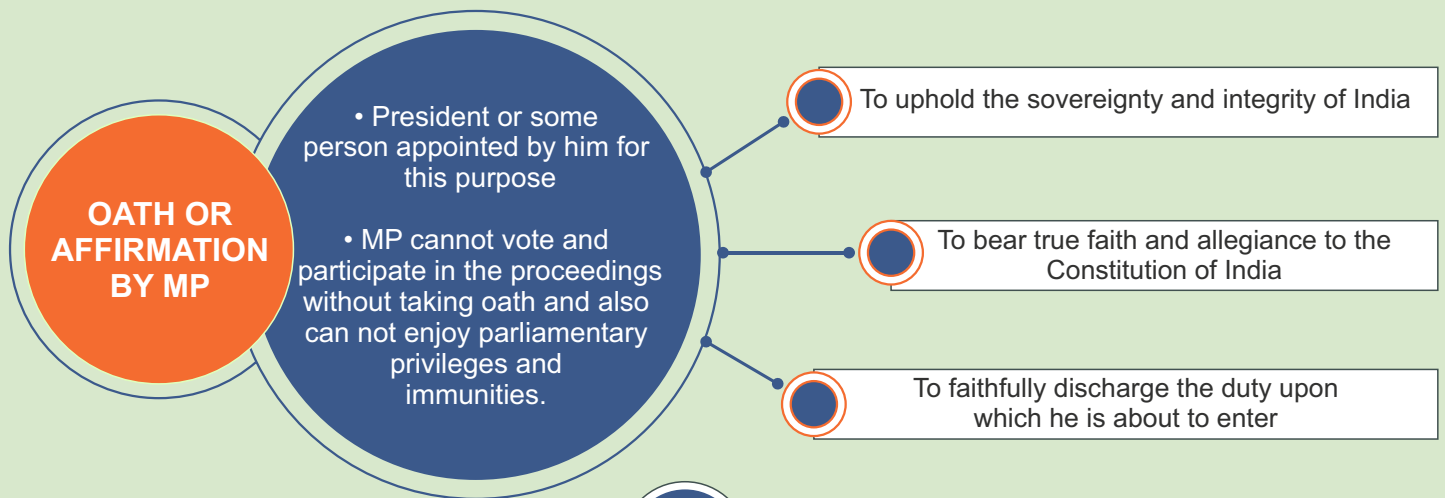 OATH OR
AFFIRMATION
BY MP
• President or some
person appointed by him for
this purpose
• MP cannot vote and
participate in the proceedings
without taking oath and also
can not enjoy parliamentary
privileges and
immunities.
To uphold the sovereignty and integrity of India
To bear true faith and allegiance to the
Constitution of India
To faithfully discharge the duty upon
which he is about to enter